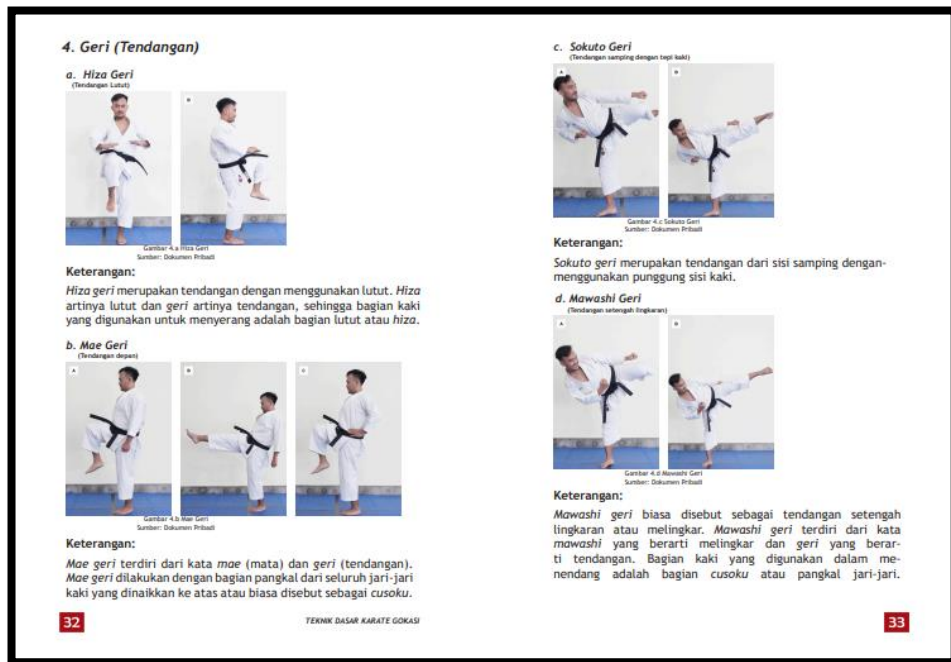 4. Geri (Tendangan)
a. Hiza Geri
(Tendangan Lutut)
B
Gambar 4.a Hiza Geri
Sumber: Dokumen Pribadi
Keterangan:
Hiza geri merupakan tendangan dengan menggunakan lutut. Hiza
artinya lutut dan geri artinya tendangan, sehingga bagian kaki
yang digunakan untuk menyerang adalah bagian lutut atau hiza.
b. Mae Geri
(Tendangan depan)
A
B
C
Gambar 4.b Mae Geri
Sumber: Dokumen Pribadi
Keterangan:
Mae geri terdiri dari kata mae (mata) dan geri (tendangan).
Mae geri dilakukan dengan bagian pangkal dari seluruh jari-jari
kaki yang dinaikkan ke atas atau biasa disebut sebagai cusoku.
32
TEKNIK DASAR KARATE GOKASI
c. Sokuto Geri
(Tendangan samping dengan tepi kaki)
A
B
Gambar 4.c Sokuto Geri
Sumber: Dokumen Pribadi
Keterangan:
Sokuto geri merupakan tendangan dari sisi samping dengan-
menggunakan punggung sisi kaki.
d. Mawashi Geri
(Tendangan setengah lingkaran)
A
B
Gambar 4.d Mawashi Geri
Sumber: Dokumen Pribadi
Keterangan:
Mawashi geri biasa disebut sebagai tendangan setengah
lingkaran atau melingkar. Mawashi geri terdiri dari kata
mawashi yang berarti melingkar dan geri yang berar-
ti tendangan. Bagian kaki yang digunakan dalam me-
nendang adalah bagian cusoku atau pangkal jari-jari.
33